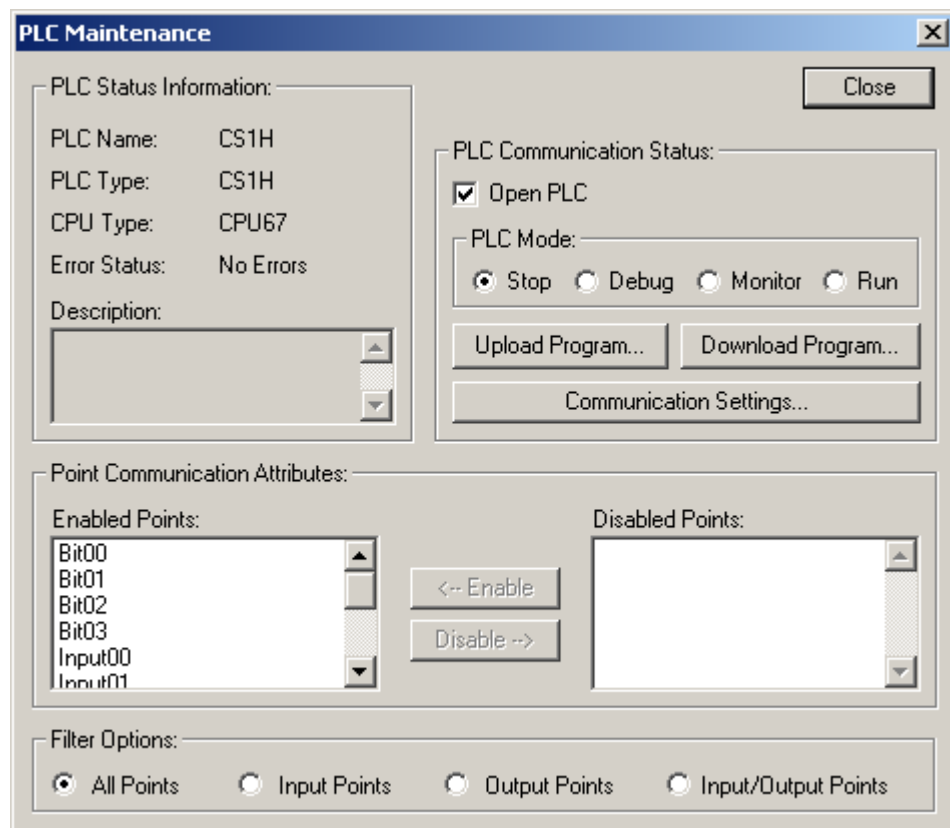 PLC Maintenance
PLC Status Information:
Close
PLC Name: CS1H
PLC Type: CS1H
CPU Type: CPU67
Error Status: No Errors
Description:
PLC Communication Status:
Open PLC
PLC Mode:
Stop Debug Monitor Run
Upload Program... Download Program...
Communication Settings...
Point Communication Attributes:
Enabled Points:
Bit00
Bit01
Bit02
Bit03
Input00
Input01
<-- Enable
Disable -->
Disabled Points:
Filter Options:
All Points Input Points Output Points Input/Output Points